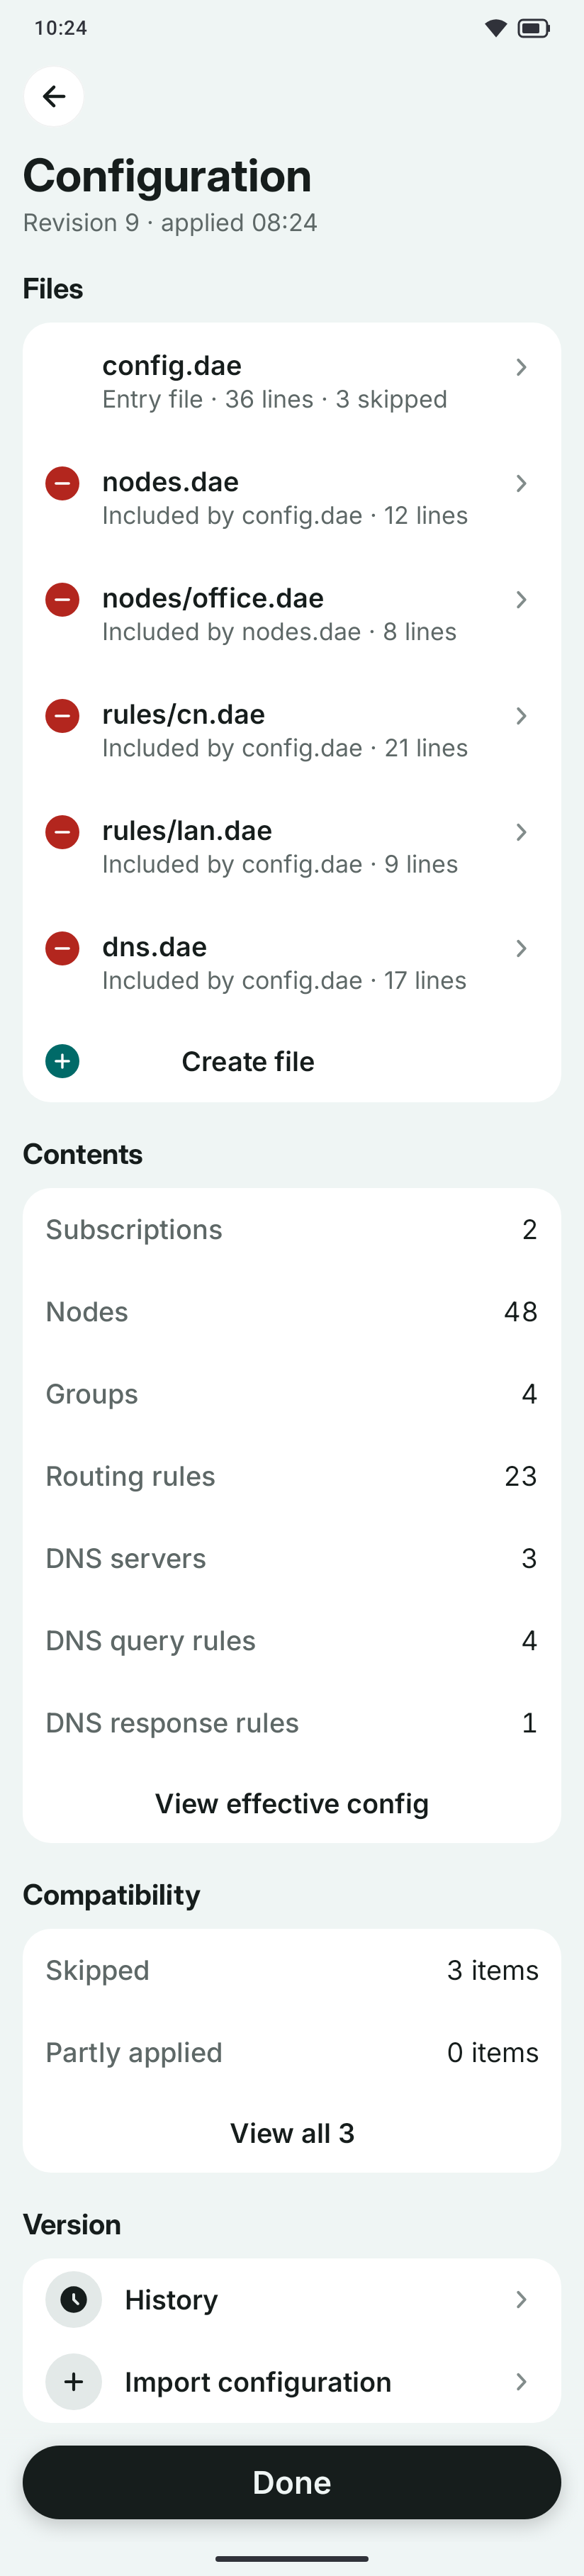 10:24
Configuration
Revision 9 · applied 08:24
Files
config.dae
Entry file · 36 lines · 3 skipped
nodes.dae
Included by config.dae · 12 lines
nodes/office.dae
Included by nodes.dae · 8 lines
rules/cn.dae
Included by config.dae · 21 lines
rules/lan.dae
Included by config.dae · 9 lines
dns.dae
Included by config.dae · 17 lines
Create file
Contents
Subscriptions 2
Nodes 48
Groups 4
Routing rules 23
DNS servers 3
DNS query rules 4
DNS response rules 1
View effective config
Compatibility
Skipped 3 items
Partly applied 0 items
View all 3
Version
History
Import configuration
Done